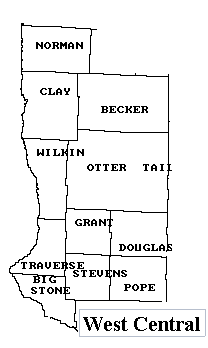 NORMAN
CLAY
BECKER
WILKIN
OTTER TAIL
GRANT
DOUGLAS
TRAVERSE
STEVENS
BIG
STONE
POPE
West Central